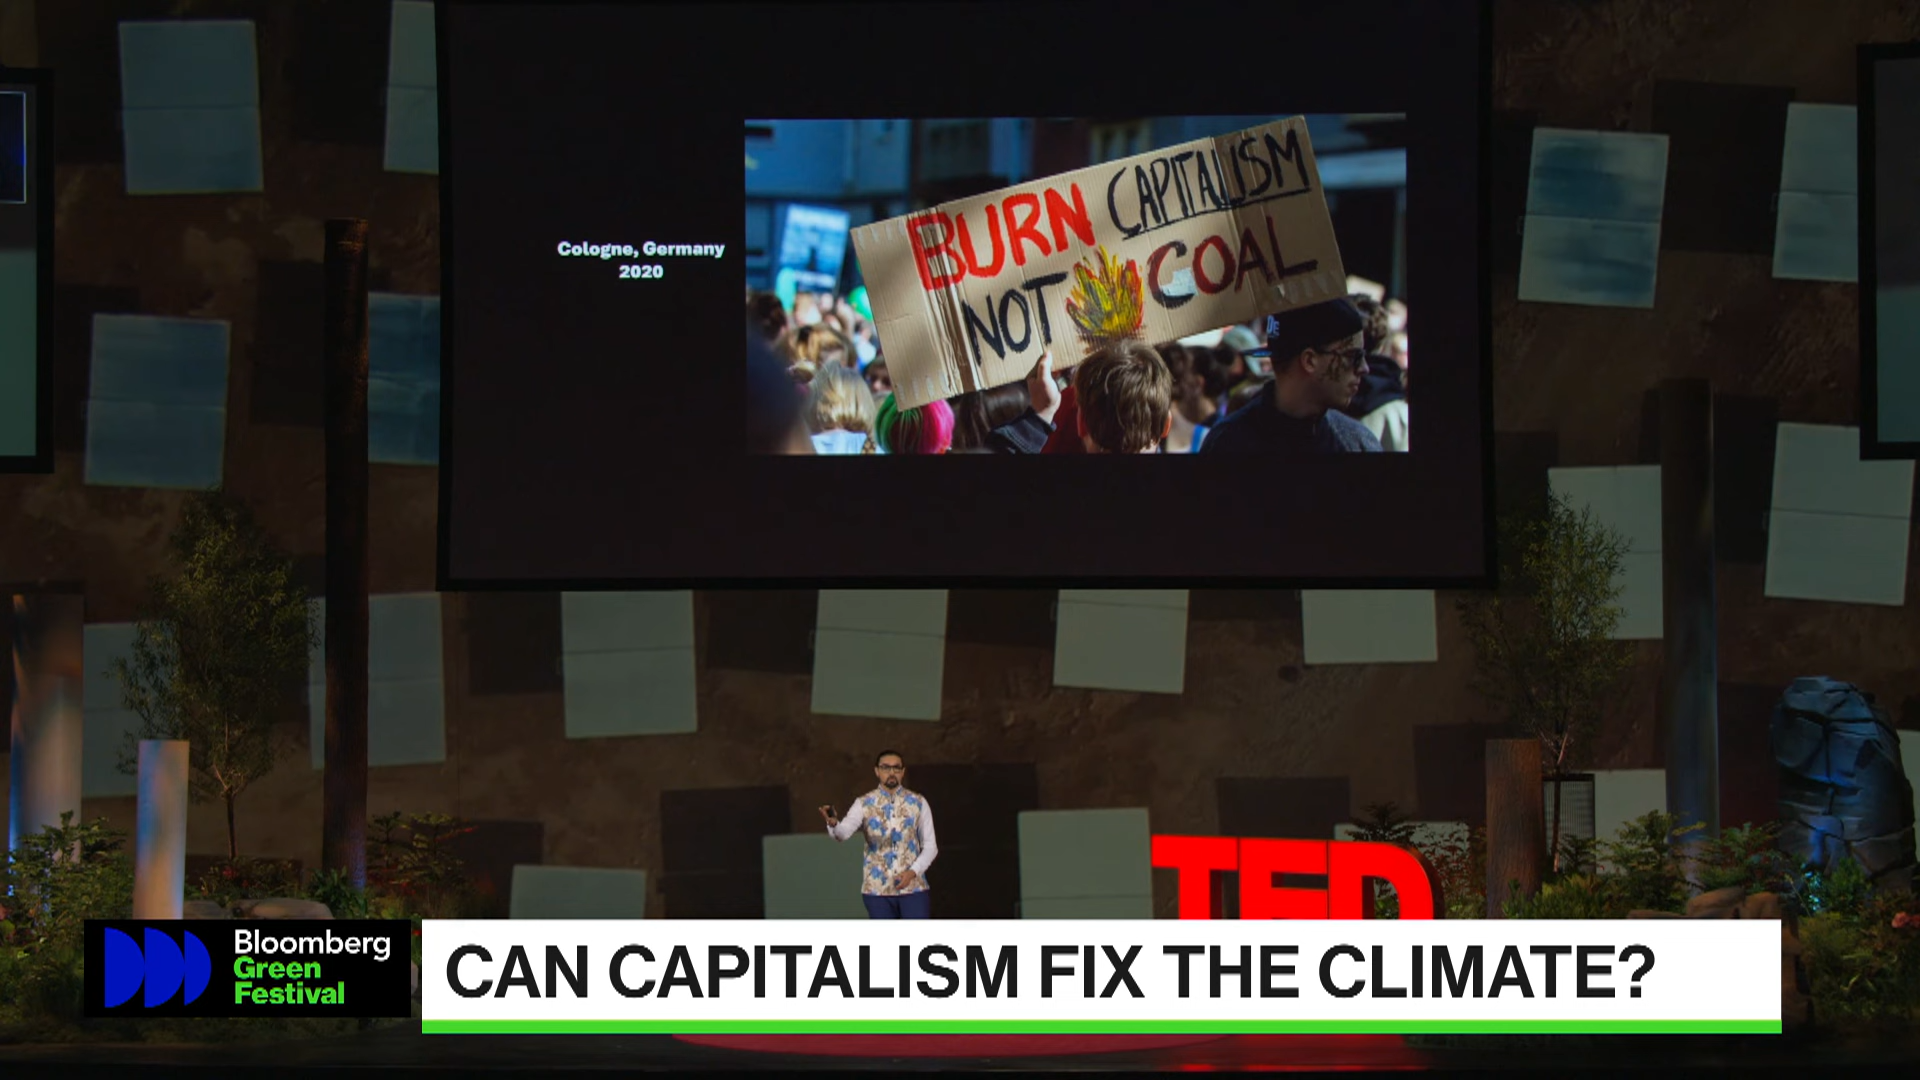 Cologne, Germany
2020
BURN CAPITALISM
NOT COAL
TED
Bloomberg
Green
Festival
CAN CAPITALISM FIX THE CLIMATE?